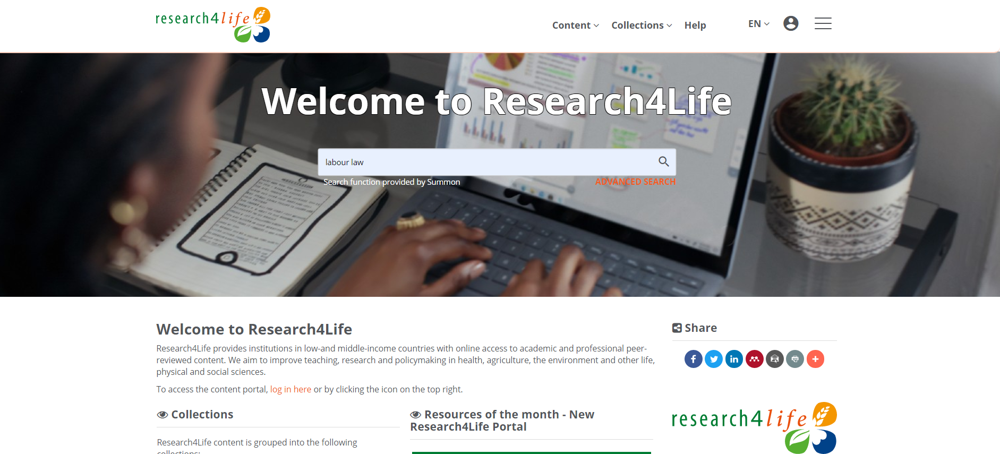 research4life
Content
Collections
Help
EN
Welcome to Research4Life
labour law
Search function provided by Summon
ADVANCED SEARCH
Welcome to Research4Life
Research4Life provides institutions in low-and middle-income countries with online access to academic and professional peer-
reviewed content. We aim to improve teaching, research and policymaking in health, agriculture, the environment and other life,
physical and social sciences.
To access the content portal, log in here or by clicking the icon on the top right.
Collections
Research4Life content is grouped into the following
collections:
Resources of the month - New
Research4Life Portal
Share
research4life